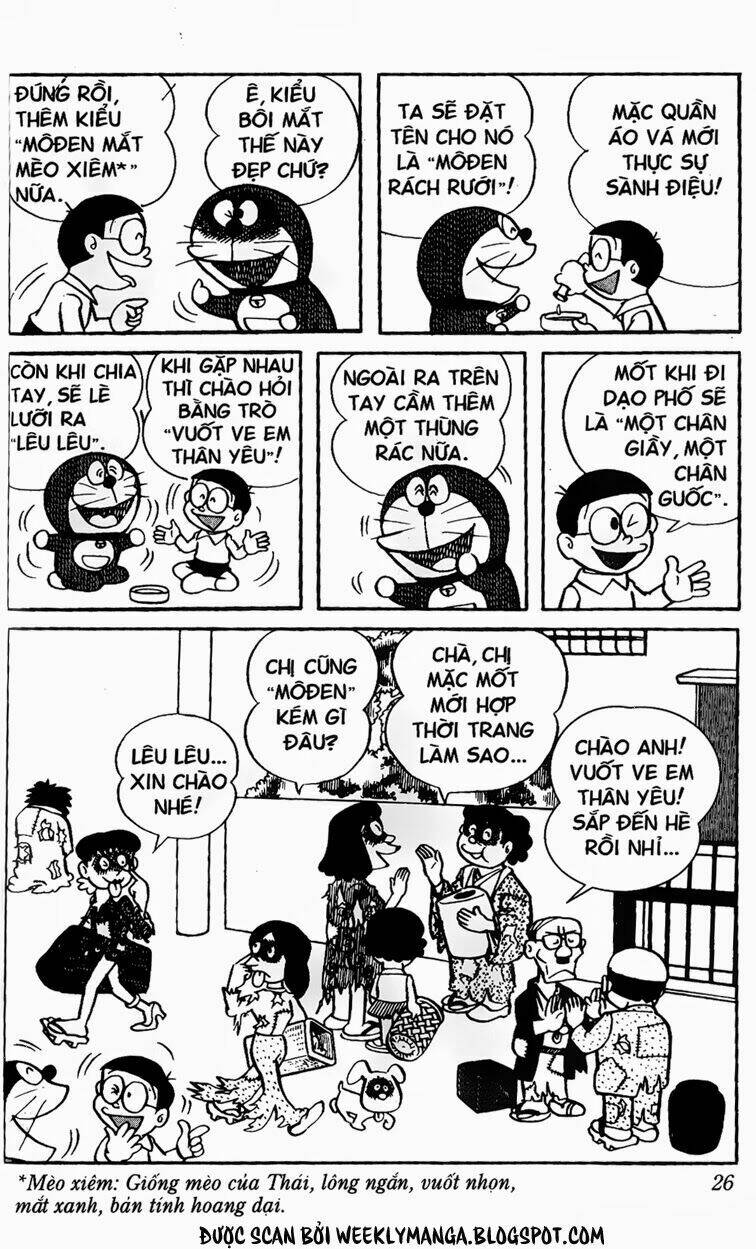 Ê, KIỂU
BÔI MẮT
THẾ NÀY
ĐẸP CHỨ?
ĐÚNG RỒI,
THÊM KIỂU
“MÔĐEN MẮT
MÈO XIÊM*”
NỮA.
MẶC QUẦN
ÁO VÁ MỚI
THỰC SỰ
SÀNH ĐIỆU!
TA SẼ ĐẶT
TÊN CHO NÓ
LÀ “MÔĐEN
RÁCH RƯỚI”!
MỐT KHI ĐI
DẠO PHỐ SẼ
LÀ “MỘT CHÂN
GIẦY, MỘT
CHÂN
GUỐC”.
NGOÀI RA TRÊN
TAY CẦM THÊM
MỘT THÙNG
RÁC NỮA.
KHI GẶP NHAU
THÌ CHÀO HỎI
BẰNG TRÒ
“VUỐT VE EM
THÂN YÊU”!
CÒN KHI CHIA
TAY, SẼ LÈ
LƯỠI RA
“LÊU LÊU”.
CHÀO ANH!
VUỐT VE EM
THÂN YÊU!
SẮP ĐẾN HÈ
RỒI NHỈ...
CHÀ, CHỊ
MẶC MỐT
MỚI HỢP
THỜI TRANG
LÀM SAO...
CHỊ CŨNG
“MÔĐEN”
KÉM GÌ
ĐÂU?
LÊU LÊU...
XIN CHÀO
NHÉ!
*Mèo xiêm: Giống mèo của Thái, lông ngắn, vuốt nhọn,
mắt xanh, bản tính hoang dại.
26
ĐƯỢC SCAN BỞI WEEKLYMANGA.BLOGSPOT.COM